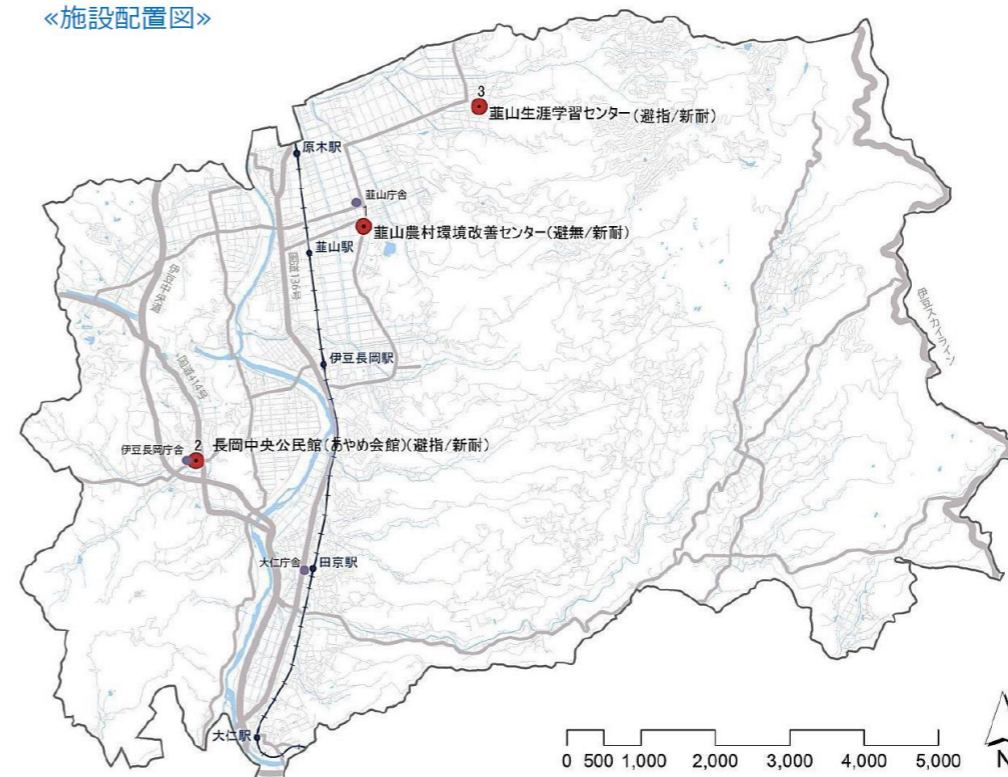 ≪施設配置図≫
3
韮山生涯学習センター(避指/新耐)
原木駅
韮山庁舎
1
韮山農村環境改善センター(避無/新耐)
韮山駅
国道136号
伊豆中央道
伊豆スカイライン
伊豆長岡駅
国道414号
伊豆長岡庁舎
2 長岡中央公民館(あやめ会館)(避指/新耐)
大仁庁舎
田京駅
大仁駅
0 500 1,000 2,000 3,000 4,000 5,000
N